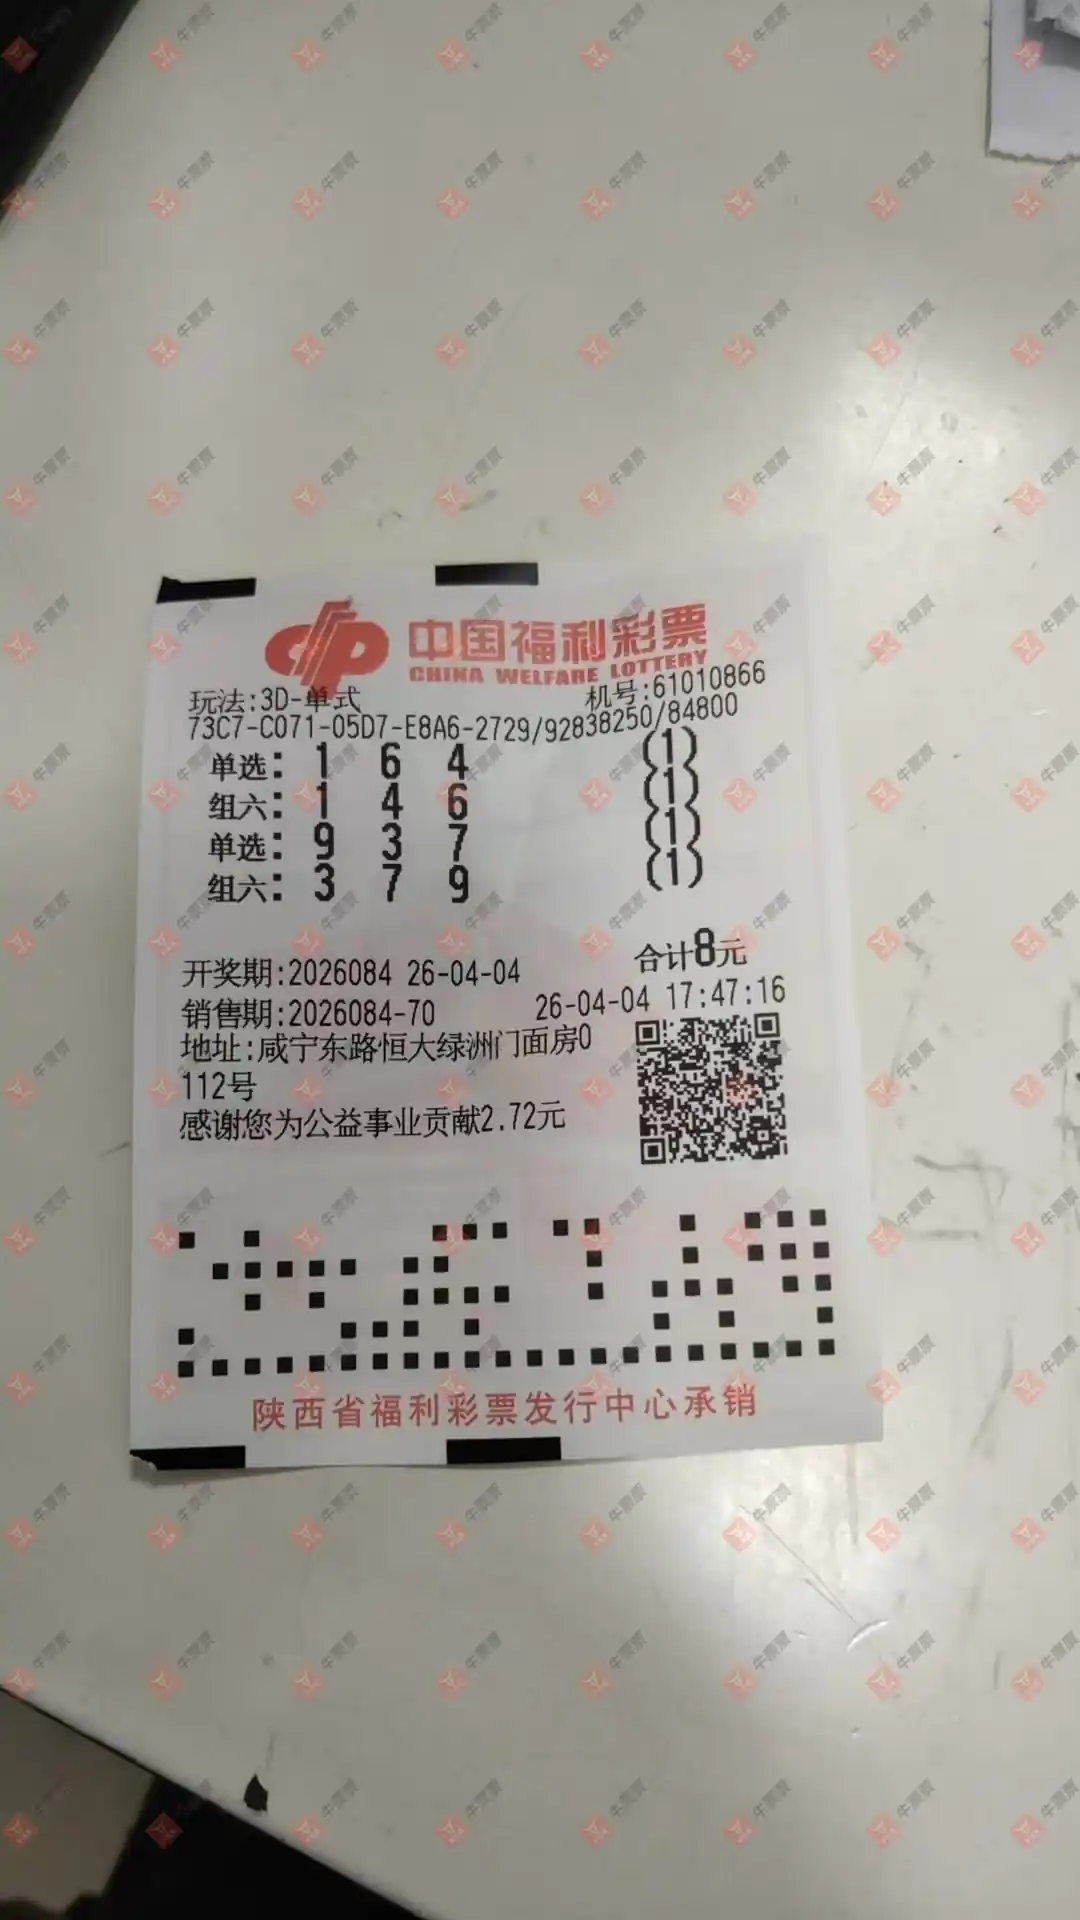 中国福利彩票
CHINA WELFARE LOTTERY
玩法:3D-单式 机号:61010866
73C7-C071-05D7-E8A6-2729/92838250/84800
单选: 1 6 4 (1)
组六: 1 4 6 (1)
单选: 9 3 7 (1)
组六: 3 7 9 (1)
合计8元
开奖期:2026084 26-04-04
销售期:2026084-70 26-04-04 17:47:16
地址:咸宁东路恒大绿洲门面房0
112号
感谢您为公益事业贡献2.72元
陕西省福利彩票发行中心承销
牛票票